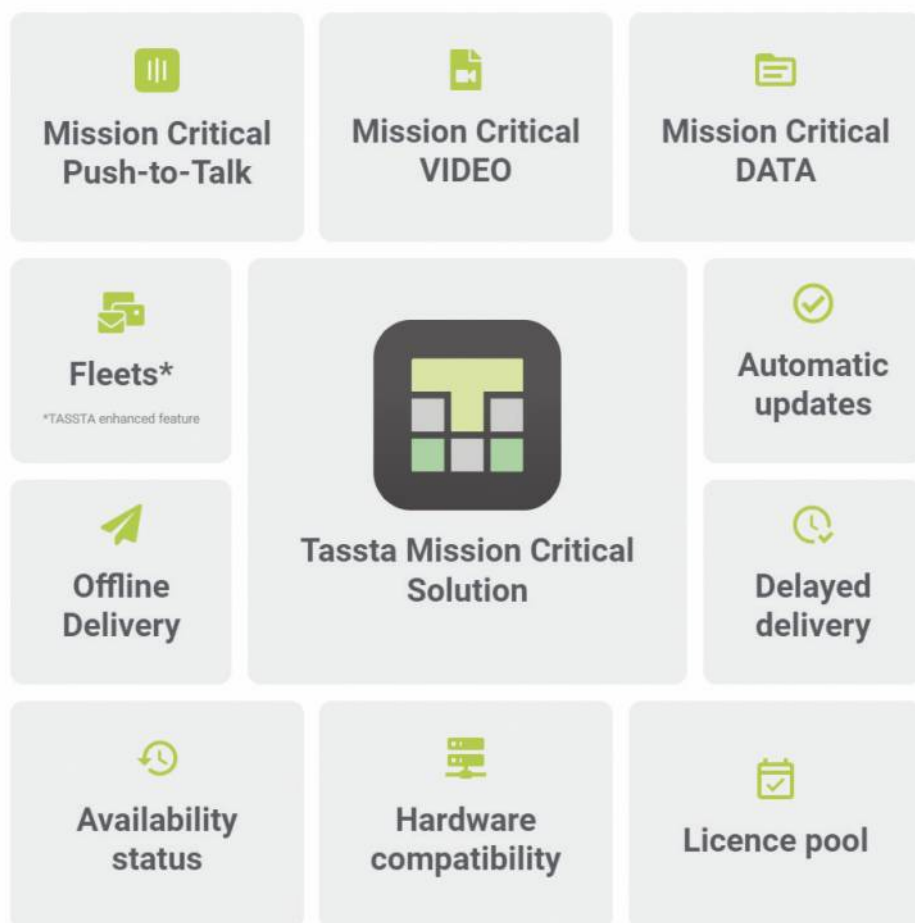 Mission Critical
Push-to-Talk
Mission Critical
VIDEO
Mission Critical
DATA
Fleets*
*TASSTA enhanced feature
Tassta Mission Critical
Solution
Automatic
updates
Offline
Delivery
Delayed
delivery
Availability
status
Hardware
compatibility
Licence pool